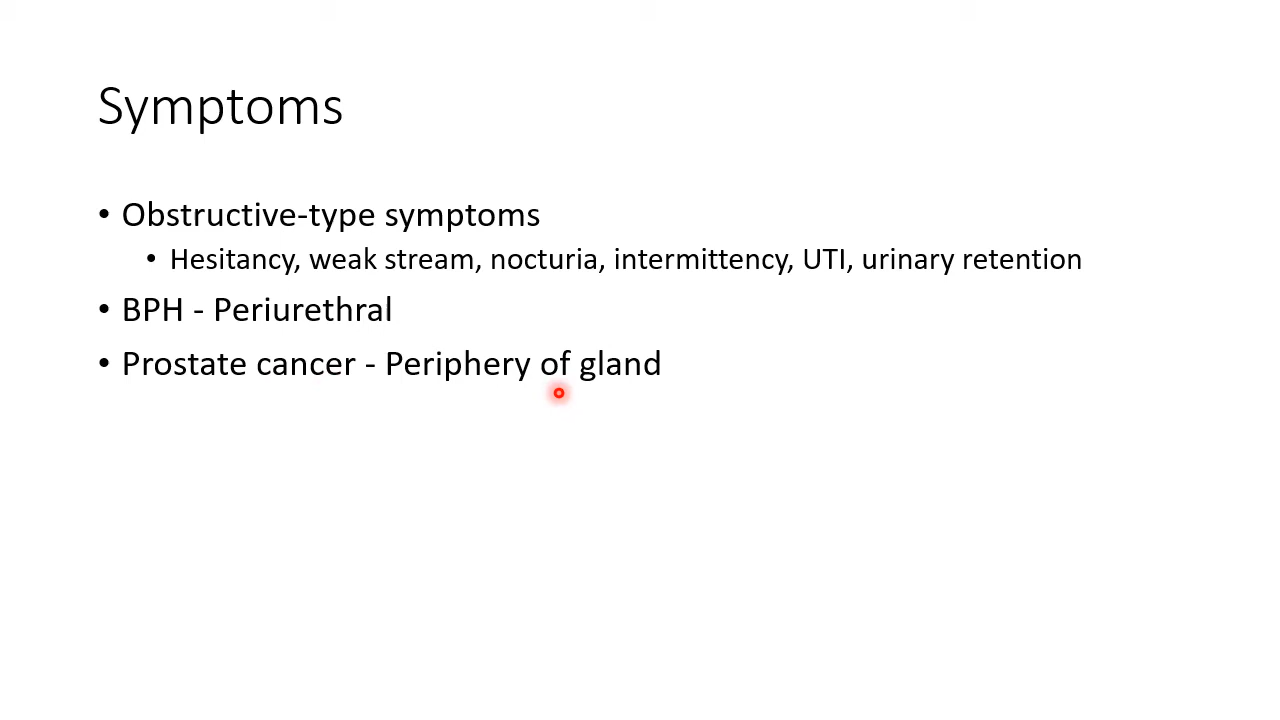 Symptoms
• Obstructive-type symptoms
• Hesitancy, weak stream, nocturia, intermittency, UTI, urinary retention
• BPH - Periurethral
• Prostate cancer - Periphery of gland